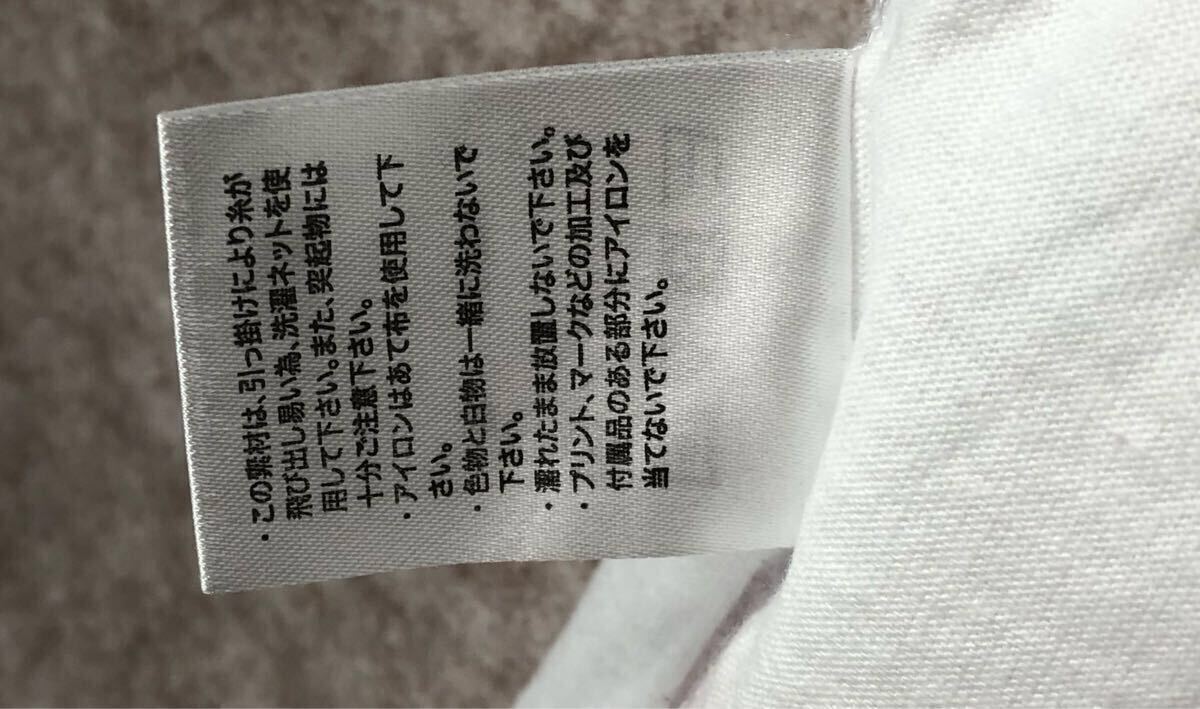 ・この素材は、引っ掛けにより糸が
飛び出し易い為、洗濯ネットを使
用して下さい。また、突起物には
十分ご注意下さい。
・アイロンはあて布を使用して下
さい。
・色物と白物は一緒に洗わないで
下さい。
・濡れたまま放置しないで下さい。
・プリント、マークなどの加工及び
付属品のある部分にアイロンを
当てないで下さい。